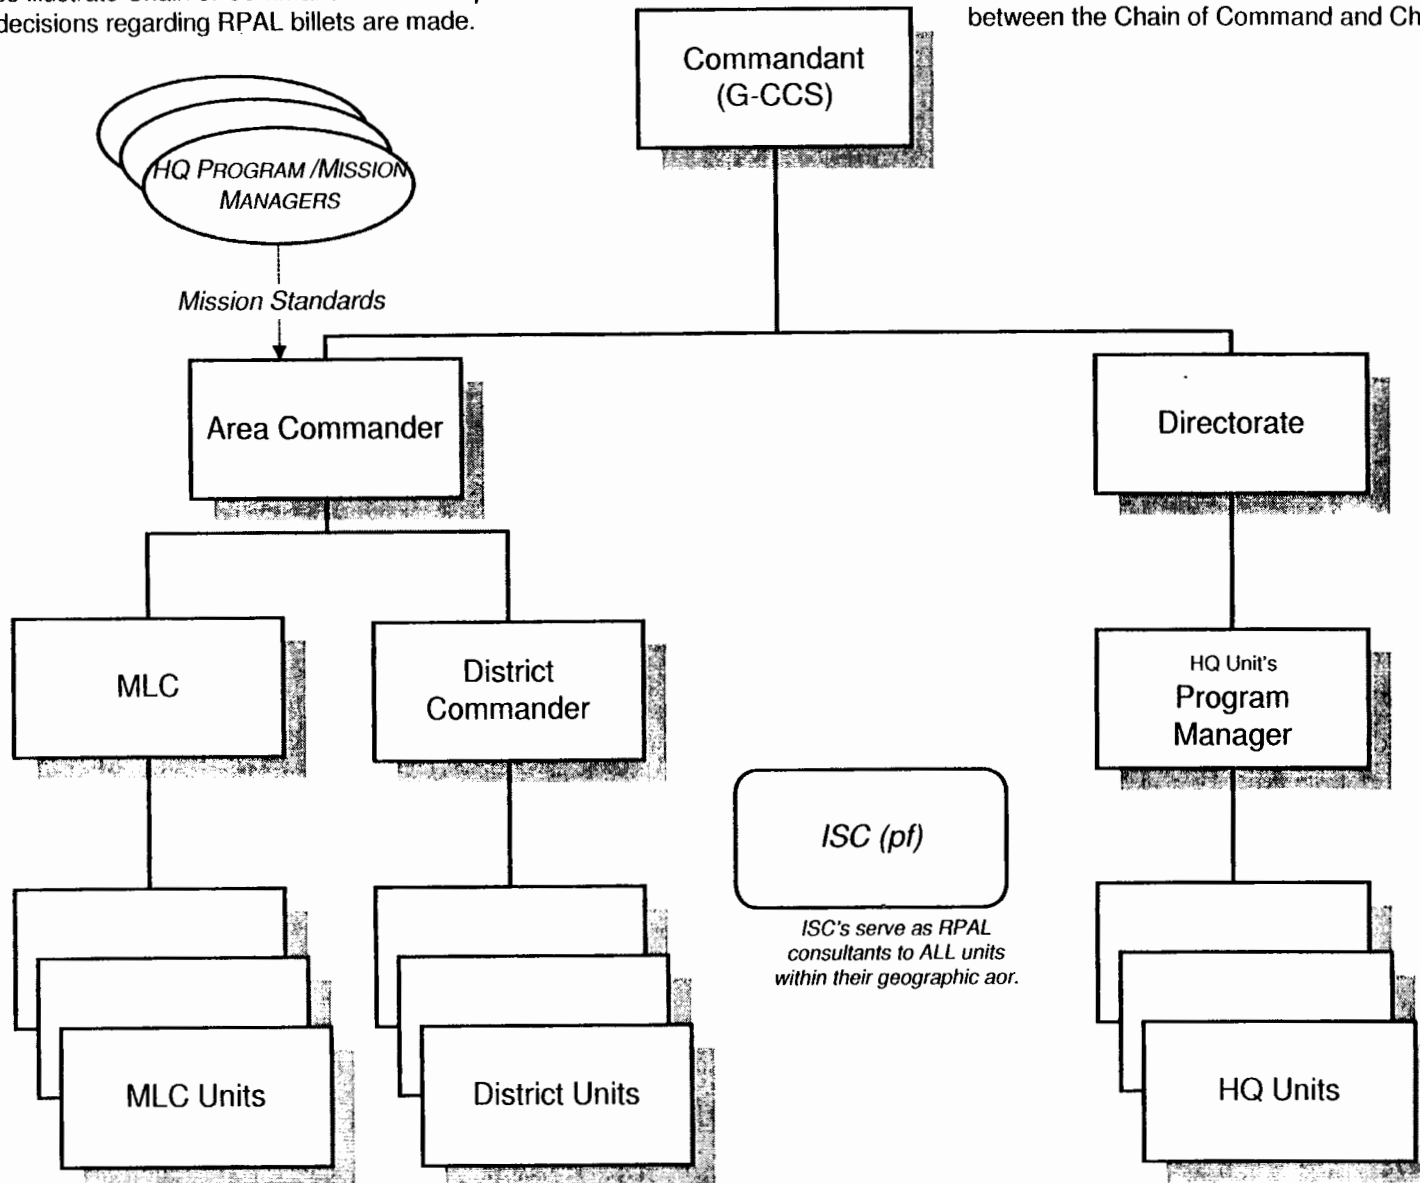 decisions regarding RPAL billets are made.
between the Chain of Command and Ch
Commandant
(G-CCS)
HQ PROGRAM /MISSION
MANAGERS
Mission Standards
Area Commander
Directorate
MLC
District
Commander
HQ Unit's
Program
Manager
ISC (pf)
ISC's serve as RPAL
consultants to ALL units
within their geographic aor.
MLC Units
District Units
HQ Units